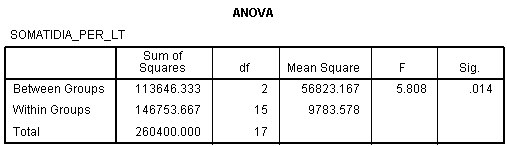 ANOVA
SOMATIDIA_PER_LT
Sum of Squares df Mean Square F Sig.
Between Groups 113646.333 2 56823.167 5.808 .014
Within Groups 146753.667 15 9783.578
Total 260400.000 17